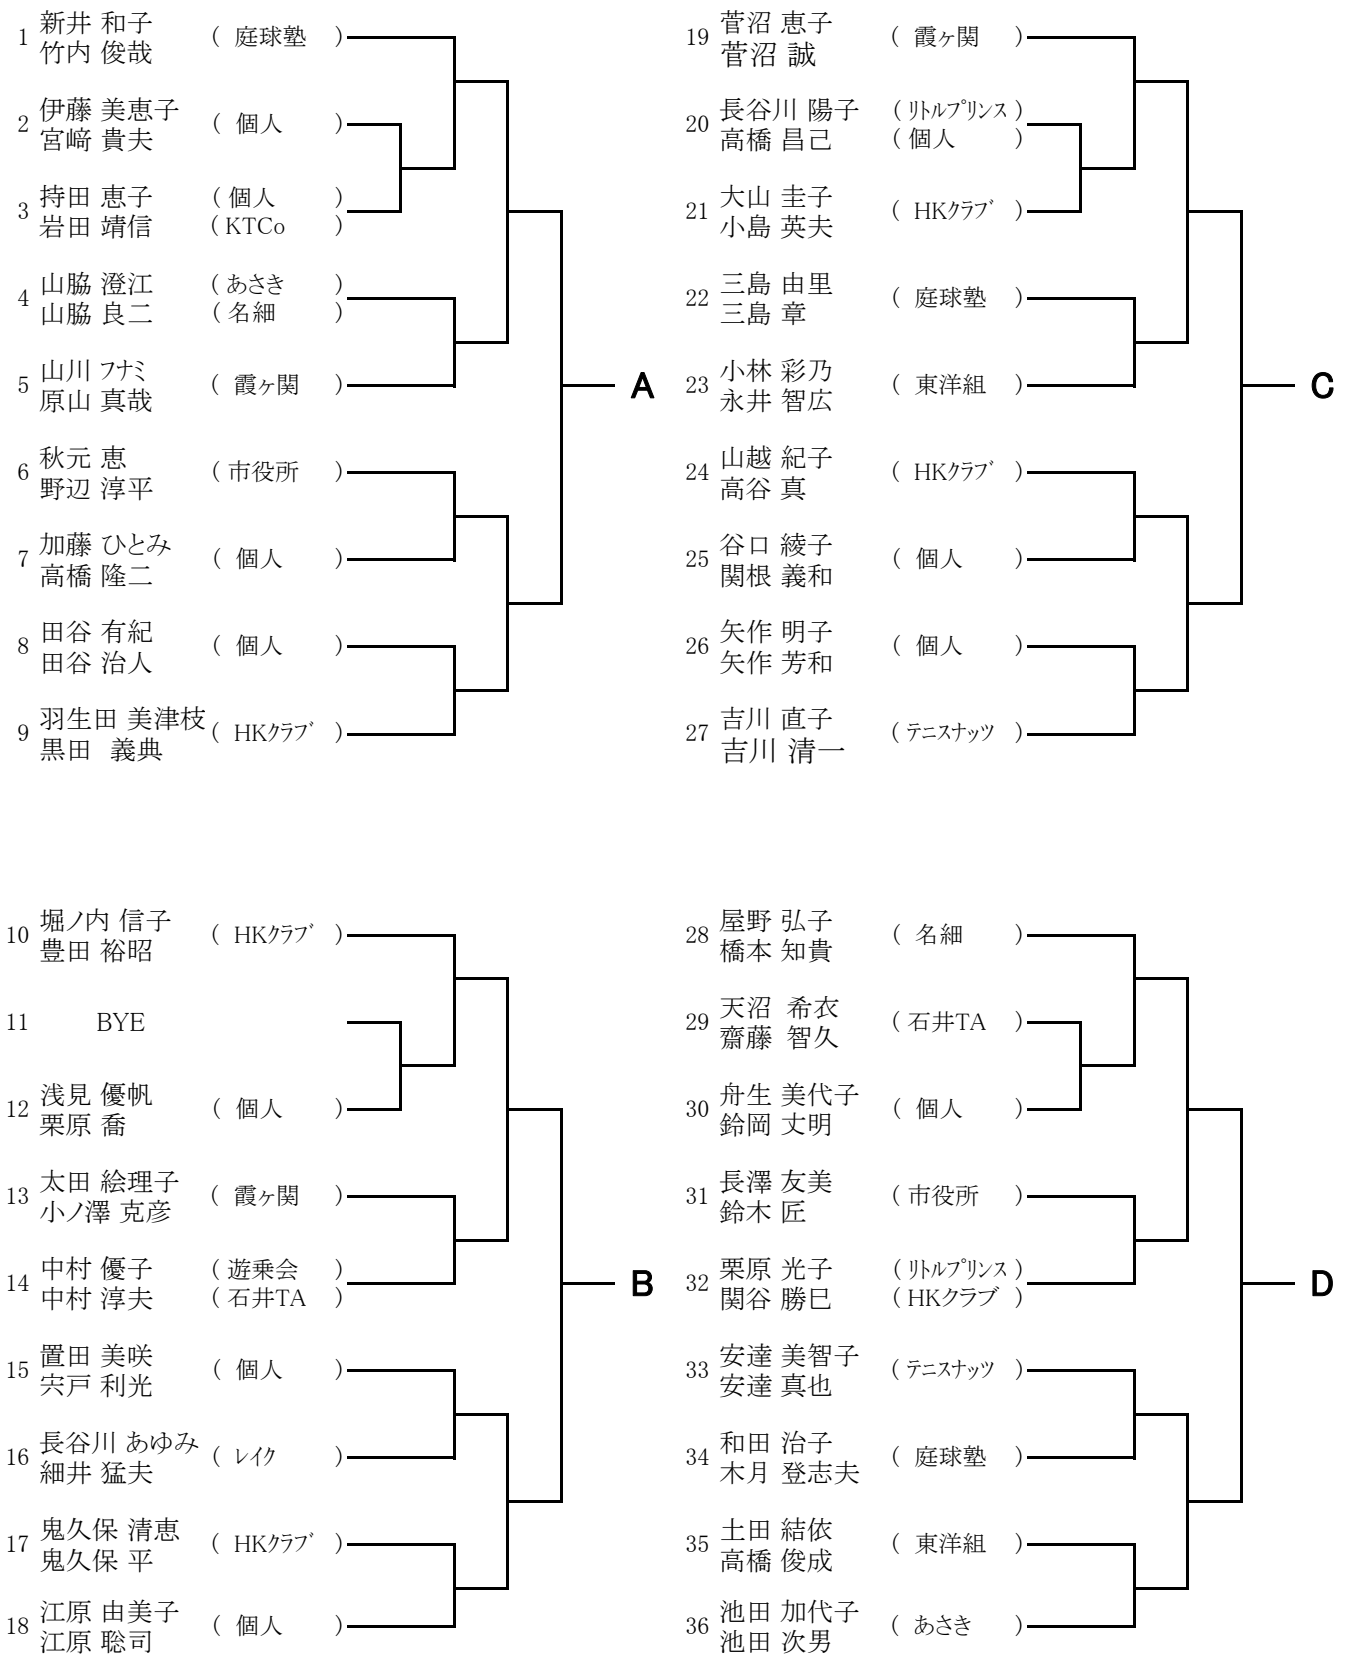 1 新井 和子 ( 庭球塾 )
竹内 俊哉
2 伊藤 美恵子 ( 個人 )
宮﨑 貴夫
3 持田 恵子 ( 個人 )
岩田 靖信 ( KTCo )
4 山脇 澄江 ( あさき )
山脇 良二 ( 名細 )
5 山川 フナミ ( 霞ヶ関 )
原山 真哉
A
6 秋元 恵 ( 市役所 )
野辺 淳平
7 加藤 ひとみ ( 個人 )
高橋 隆二
8 田谷 有紀 ( 個人 )
田谷 治人
9 羽生田 美津枝 ( HKクラブ )
黒田 義典
10 堀ノ内 信子 ( HKクラブ )
豊田 裕昭
11 BYE
12 浅見 優帆 ( 個人 )
栗原 喬
13 太田 絵理子 ( 霞ヶ関 )
小ノ澤 克彦
14 中村 優子 ( 遊乗会 )
中村 淳夫 ( 石井TA )
B
15 置田 美咲 ( 個人 )
宍戸 利光
16 長谷川 あゆみ ( レイク )
細井 猛夫
17 鬼久保 清恵 ( HKクラブ )
鬼久保 平
18 江原 由美子 ( 個人 )
江原 聡司
19 菅沼 恵子 ( 霞ヶ関 )
菅沼 誠
20 長谷川 陽子 ( リトルプリンス )
高橋 昌己 ( 個人 )
21 大山 圭子 ( HKクラブ )
小島 英夫
22 三島 由里 ( 庭球塾 )
三島 章
23 小林 彩乃 ( 東洋組 )
永井 智広
C
24 山越 紀子 ( HKクラブ )
高谷 真
25 谷口 綾子 ( 個人 )
関根 義和
26 矢作 明子 ( 個人 )
矢作 芳和
27 吉川 直子 ( テニスナッツ )
吉川 清一
28 屋野 弘子 ( 名細 )
橋本 知貴
29 天沼 希衣 ( 石井TA )
齋藤 智久
30 舟生 美代子 ( 個人 )
鈴岡 丈明
31 長澤 友美 ( 市役所 )
鈴木 匠
32 栗原 光子 ( リトルプリンス )
関谷 勝巳 ( HKクラブ )
D
33 安達 美智子 ( テニスナッツ )
安達 真也
34 和田 治子 ( 庭球塾 )
木月 登志夫
35 土田 結依 ( 東洋組 )
高橋 俊成
36 池田 加代子 ( あさき )
池田 次男